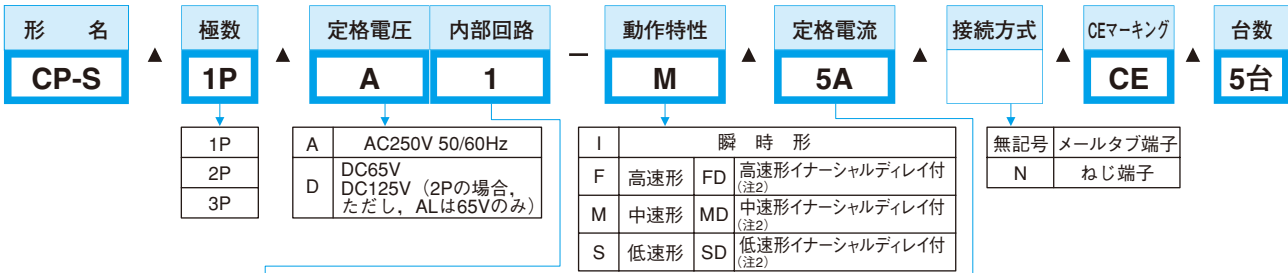 形 名
極数
定格電圧
内部回路
動作特性
定格電流
接続方式
CEマーキング
台数
CP-S
▲
1P
▲
A
1
−
M
▲
5A
▲
▲
CE
▲
5台
1P
2P
3P
A AC250V 50/60Hz
D DC65V
DC125V（2Pの場合，
ただし，ALは65Vのみ）
I 瞬 時 形
F 高速形 FD 高速形イナーシャルディレイ付
(注2)
M 中速形 MD 中速形イナーシャルディレイ付
(注2)
S 低速形 SD 低速形イナーシャルディレイ付
(注2)
無記号 メールタブ端子
N ねじ端子